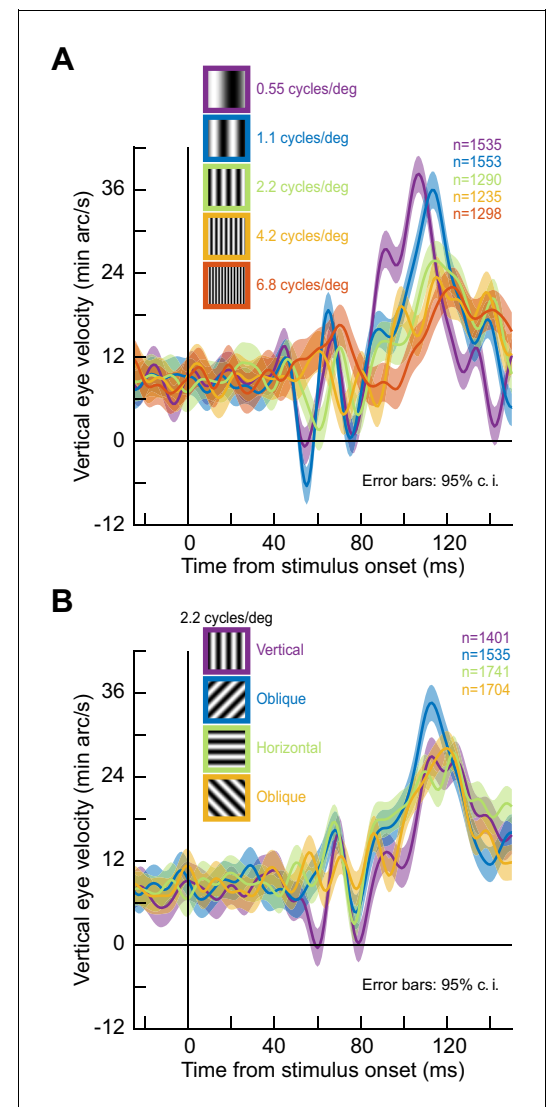 A
0.55 cycles/deg
1.1 cycles/deg
2.2 cycles/deg
4.2 cycles/deg
6.8 cycles/deg
n=1535
n=1553
n=1290
n=1235
n=1298
Vertical eye velocity (min arc/s)
36
24
12
0
-12
Error bars: 95% c. i.
0 40 80 120
Time from stimulus onset (ms)
B
2.2 cycles/deg
Vertical
Oblique
Horizontal
Oblique
n=1401
n=1535
n=1741
n=1704
Vertical eye velocity (min arc/s)
36
24
12
0
-12
Error bars: 95% c. i.
0 40 80 120
Time from stimulus onset (ms)